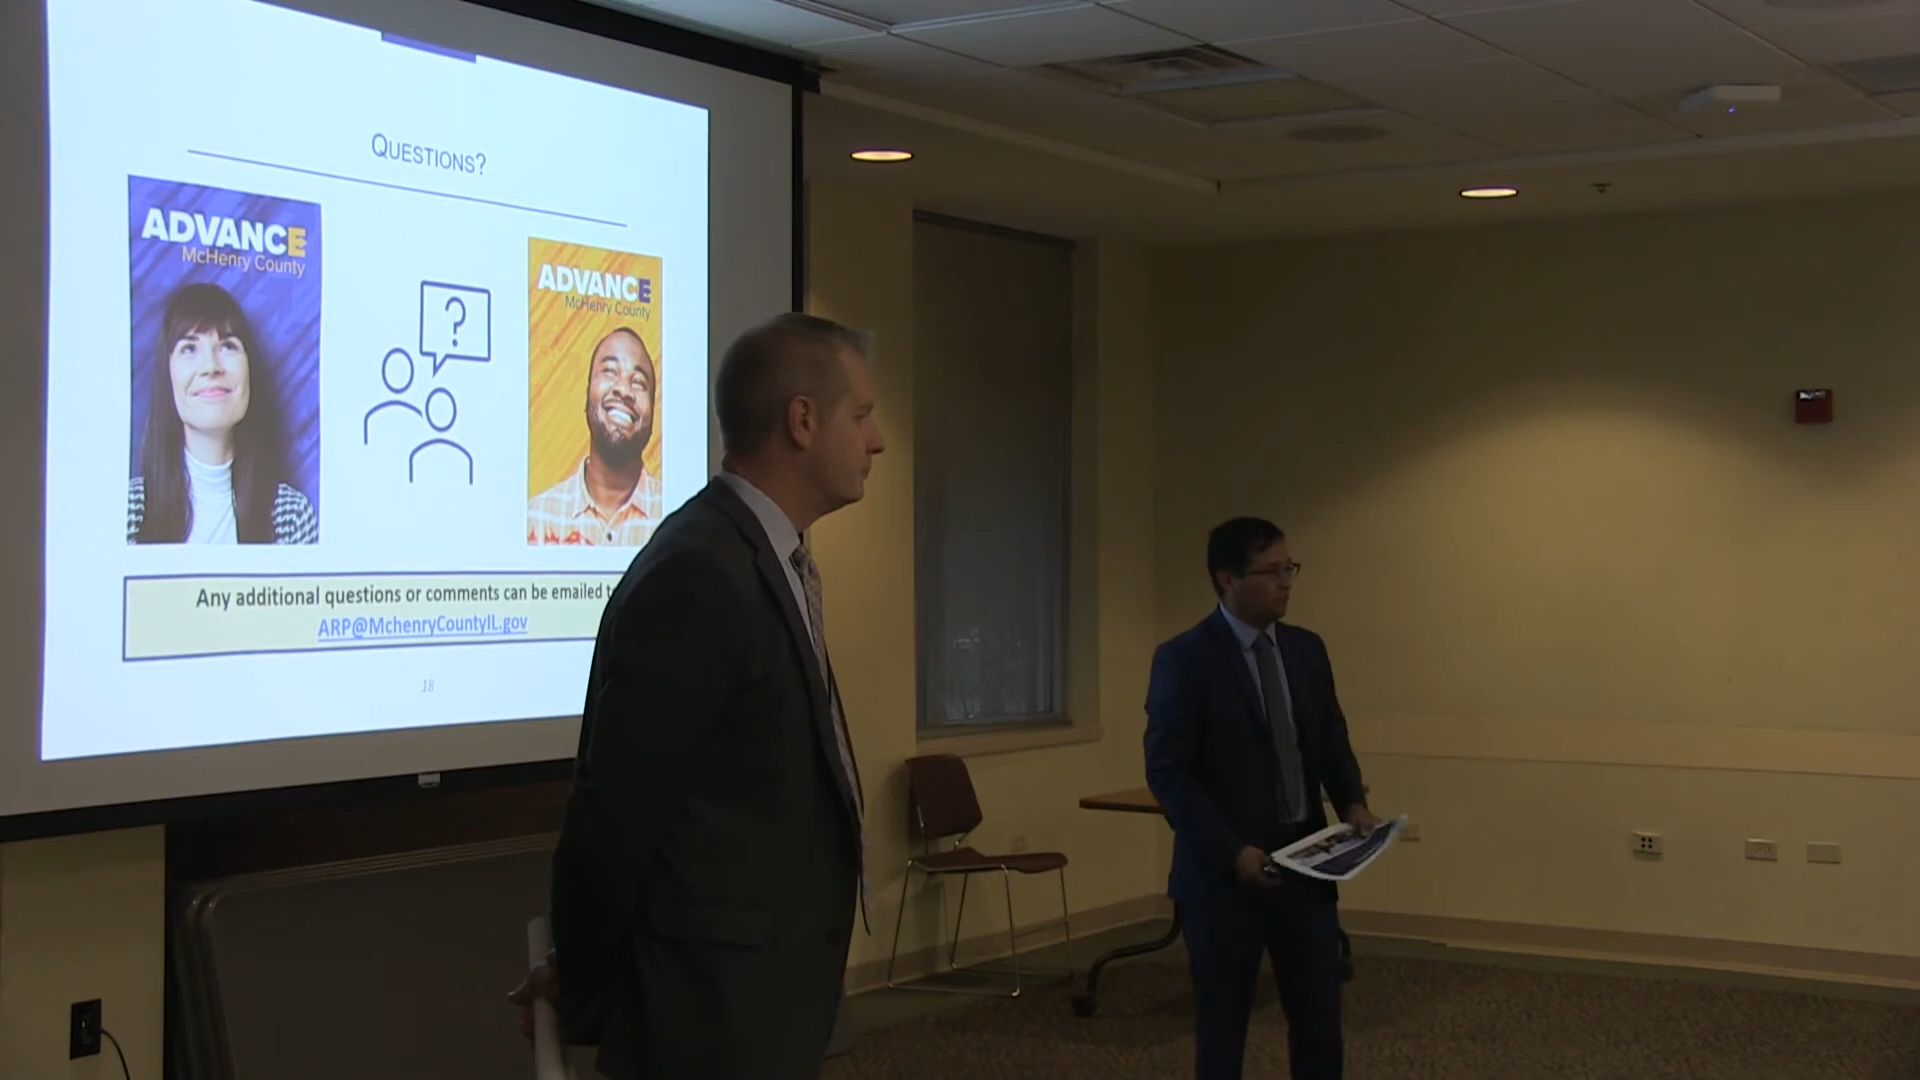 QUESTIONS?
ADVANCE
McHenry County
?
ADVANCE
McHenry County
Any additional questions or comments can be emailed
ARP@MchenryCountyIL.gov
18